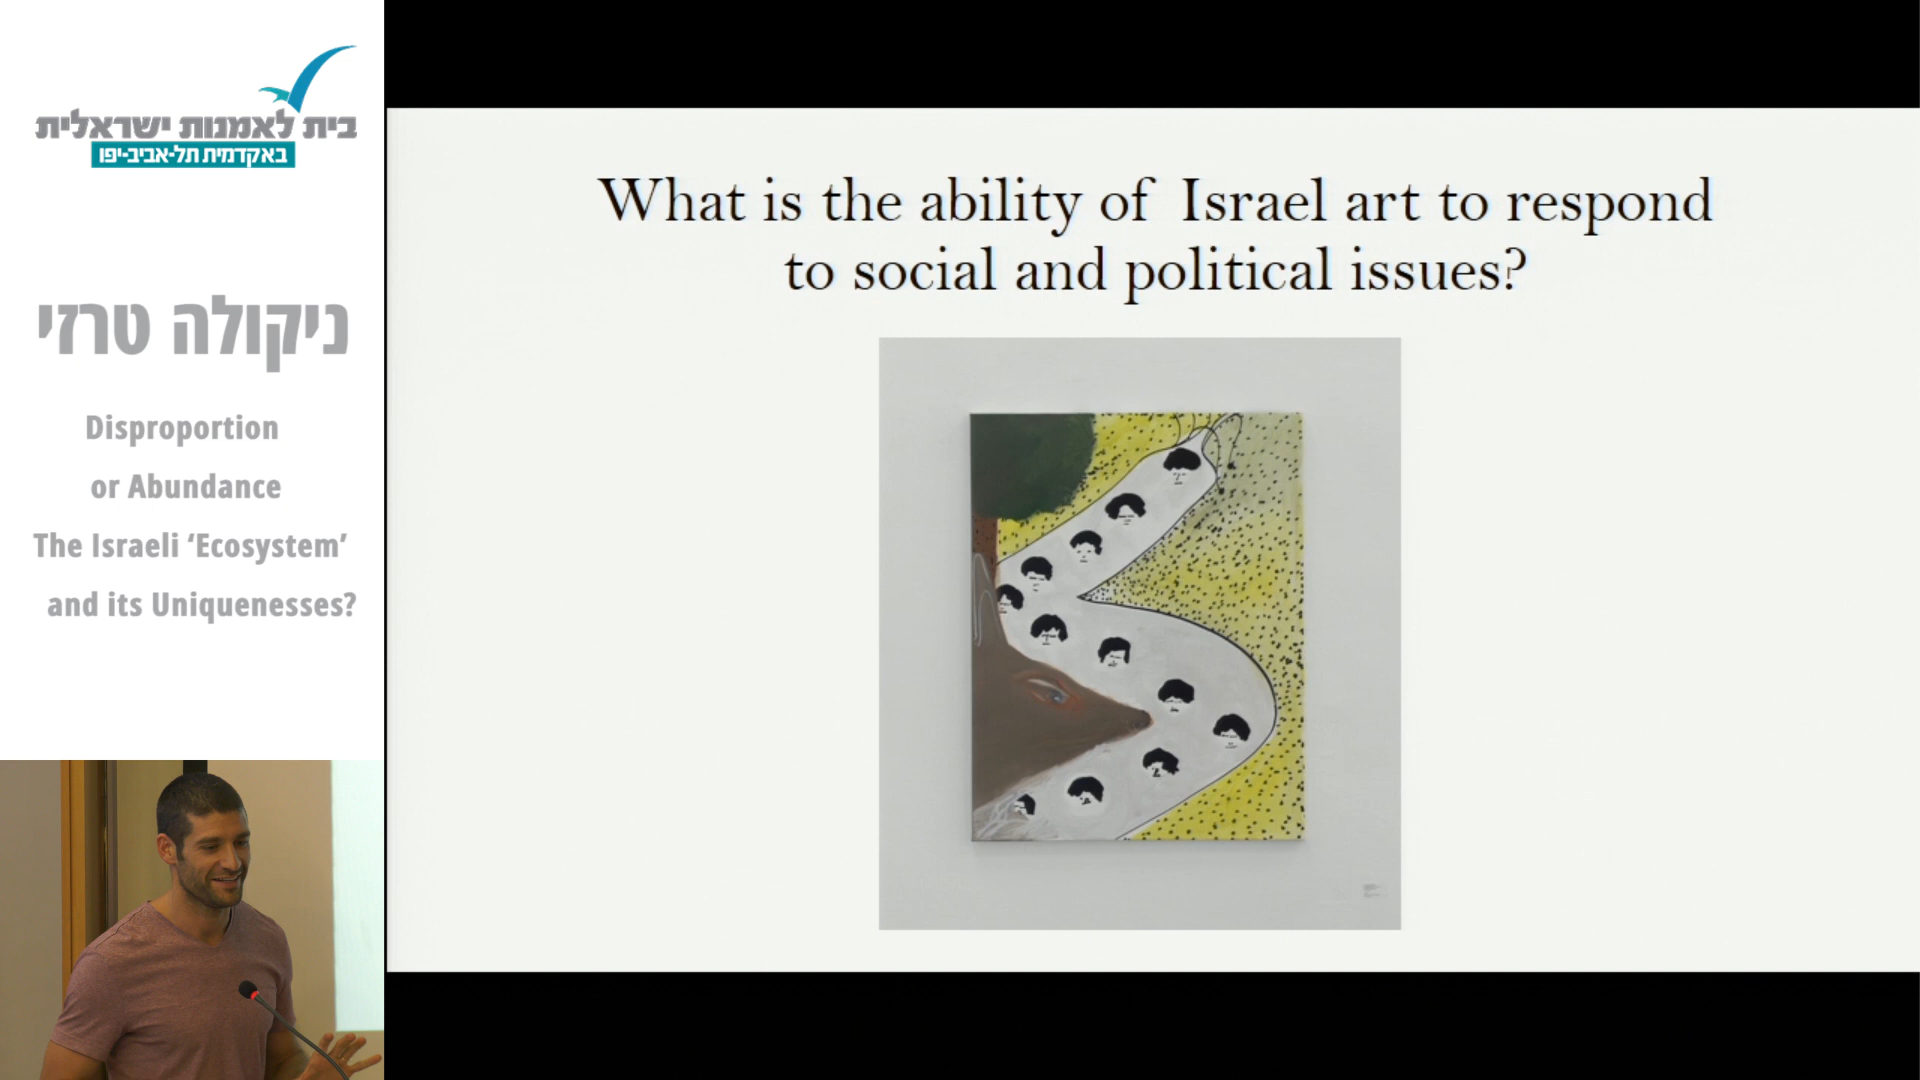 בית לאמנות ישראלית
באקדמית תל-אביב-יפו
ניקולה טרזי
Disproportion
or Abundance
The Israeli ‘Ecosystem’
and its Uniquenesses?
What is the ability of Israel art to respond
to social and political issues?